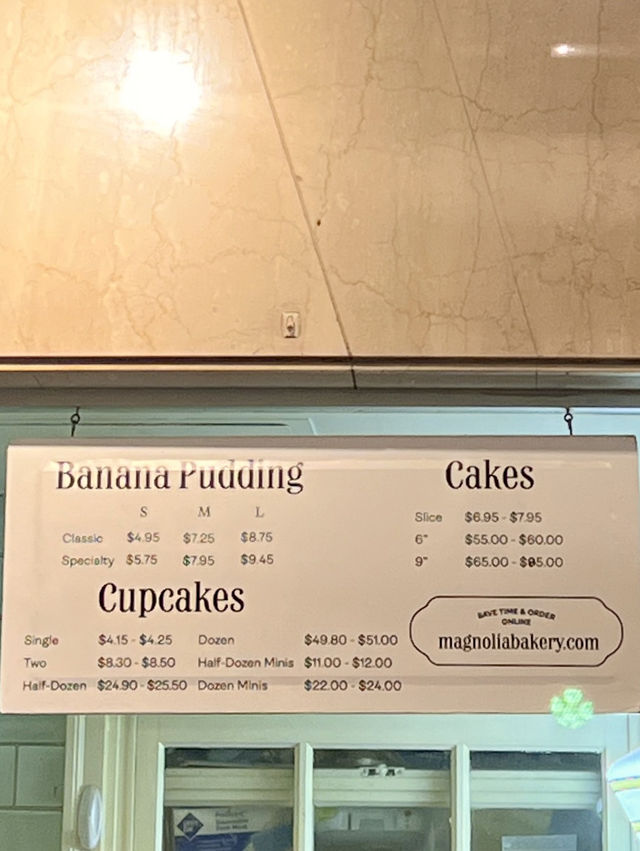 Banana Pudding
S M L
Classic $4.95 $7.25 $8.75
Specialty $5.75 $7.95 $9.45
Cupcakes
Single $4.15 - $4.25 Dozen $49.80 - $51.00
Two $8.30 - $8.50 Half-Dozen Minis $11.00 - $12.00
Half-Dozen $24.90 - $25.50 Dozen Minis $22.00 - $24.00
Cakes
Slice $6.95 - $7.95
6" $55.00 - $60.00
9" $65.00 -
SAVE TIME & ORDER
ONLINE
magnoliabakery.com